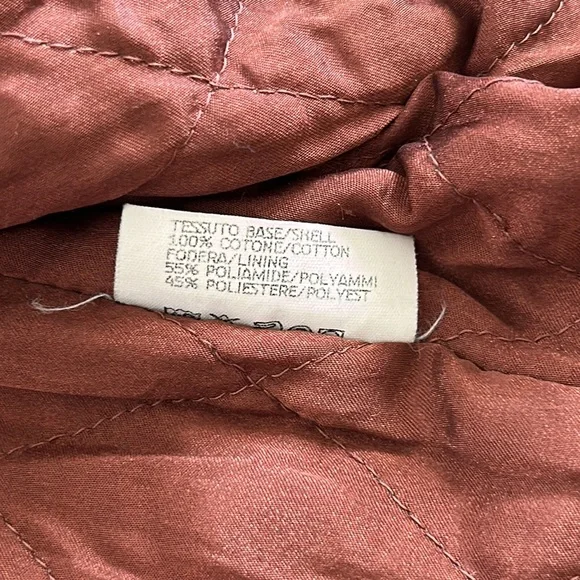 TESSUTO BASE/SHELL
100% COTONE/COTTON
FODERA/LINING
55% POLIAMIDE/POLYAMMI
45% POLIESTERE/POLYEST